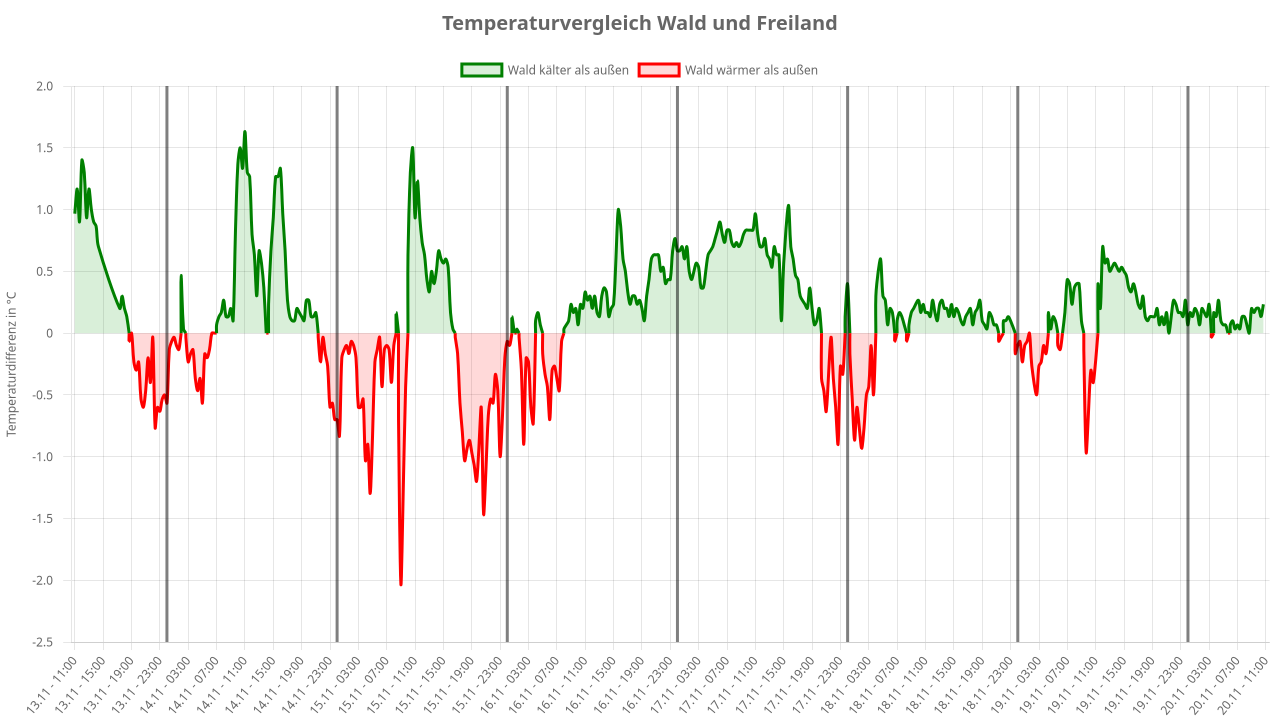 Temperaturvergleich Wald und Freiland
Wald kälter als außen
Wald wärmer als außen
Temperaturdifferenz in °C
2.0
1.5
1.0
0.5
0
-0.5
-1.0
-1.5
-2.0
-2.5
13.11 - 11:00
13.11 - 15:00
13.11 - 19:00
13.11 - 23:00
14.11 - 03:00
14.11 - 07:00
14.11 - 11:00
14.11 - 15:00
14.11 - 19:00
14.11 - 23:00
15.11 - 03:00
15.11 - 07:00
15.11 - 11:00
15.11 - 15:00
15.11 - 19:00
15.11 - 23:00
16.11 - 03:00
16.11 - 07:00
16.11 - 11:00
16.11 - 15:00
16.11 - 19:00
16.11 - 23:00
17.11 - 03:00
17.11 - 07:00
17.11 - 11:00
17.11 - 15:00
17.11 - 19:00
17.11 - 23:00
18.11 - 03:00
18.11 - 07:00
18.11 - 11:00
18.11 - 15:00
18.11 - 19:00
18.11 - 23:00
19.11 - 03:00
19.11 - 07:00
19.11 - 11:00
19.11 - 15:00
19.11 - 19:00
19.11 - 23:00
20.11 - 03:00
20.11 - 07:00
20.11 - 11:00